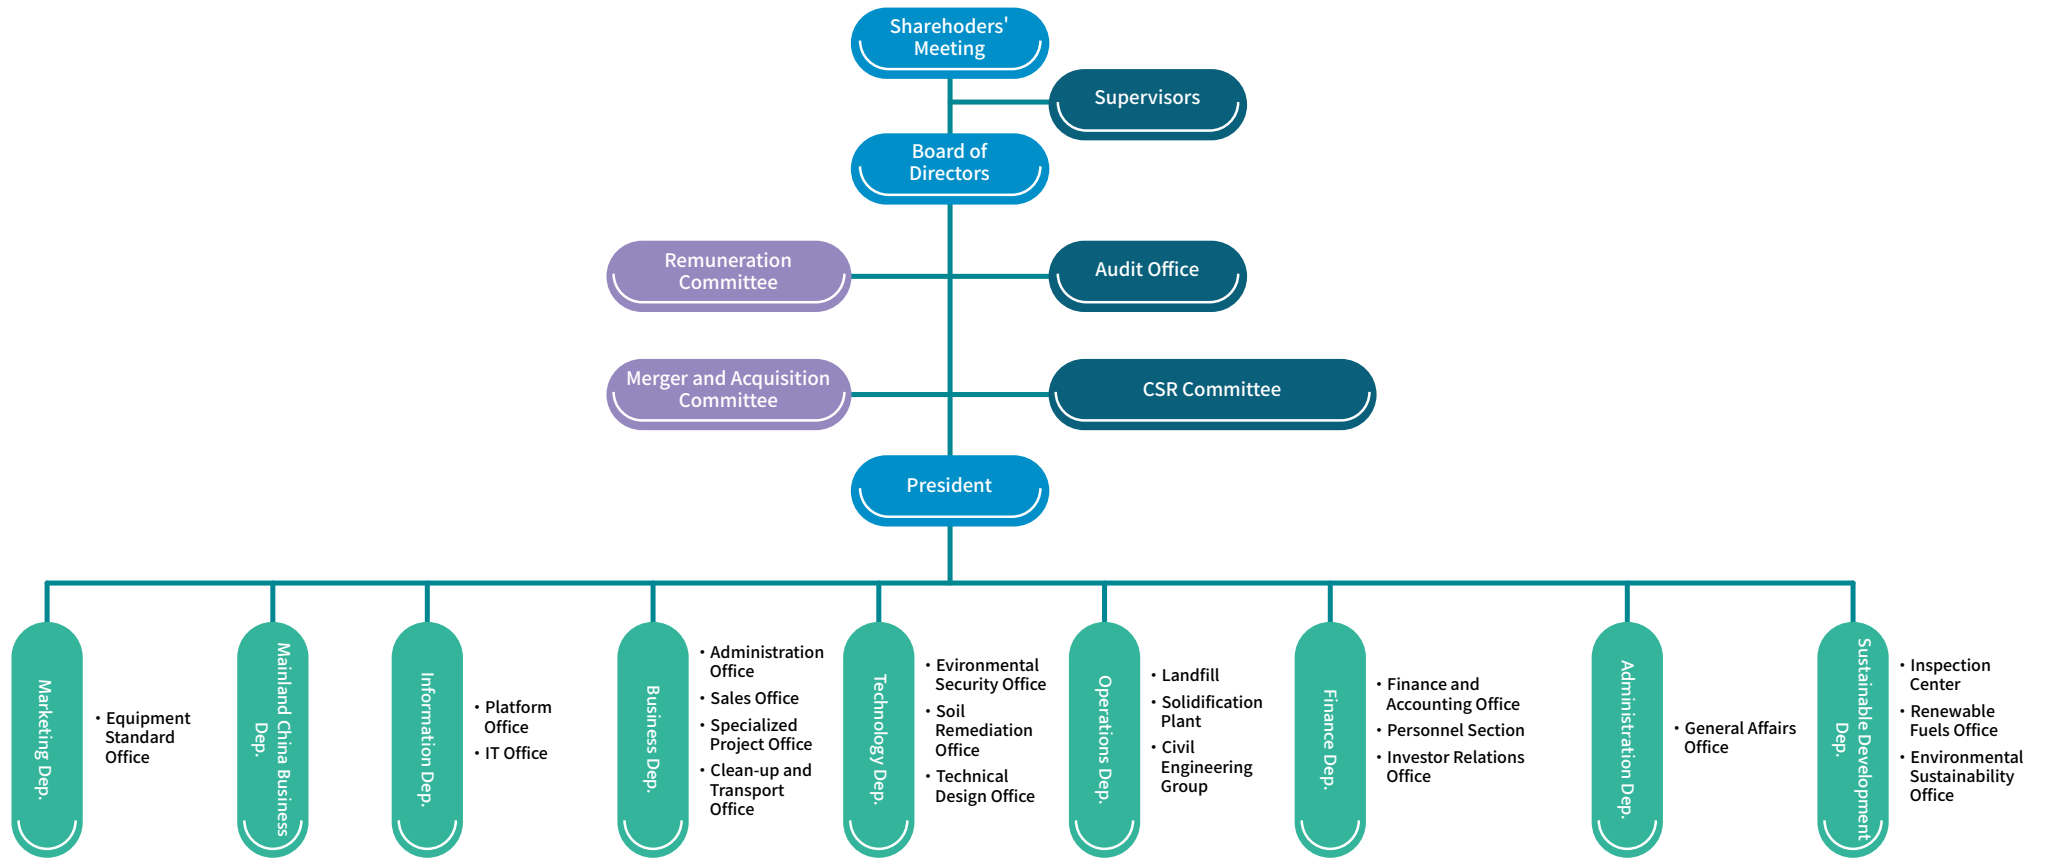 Sharehoders'
Meeting
Supervisors
Board of
Directors
Remuneration
Committee
Audit Office
Merger and Acquisition
Committee
CSR Committee
President
Marketing Dep.
・Equipment
Standard
Office
Mainland China Business
Dep.
Information Dep.
・Platform
Office
・IT Office
Business Dep.
・Administration
Office
・Sales Office
・Specialized
Project Office
・Clean-up and
Transport
Office
Technology Dep.
・Evironmental
Security Office
・Soil
Remediation
Office
・Technical
Design Office
Operations Dep.
・Landfill
・Solidification
Plant
・Civil
Engineering
Group
Finance Dep.
・Finance and
Accounting Office
・Personnel Section
・Investor Relations
Office
Administration Dep.
・General Affairs
Office
Sustainable Development
Dep.
・Inspection
Center
・Renewable
Fuels Office
・Environmental
Sustainability
Office